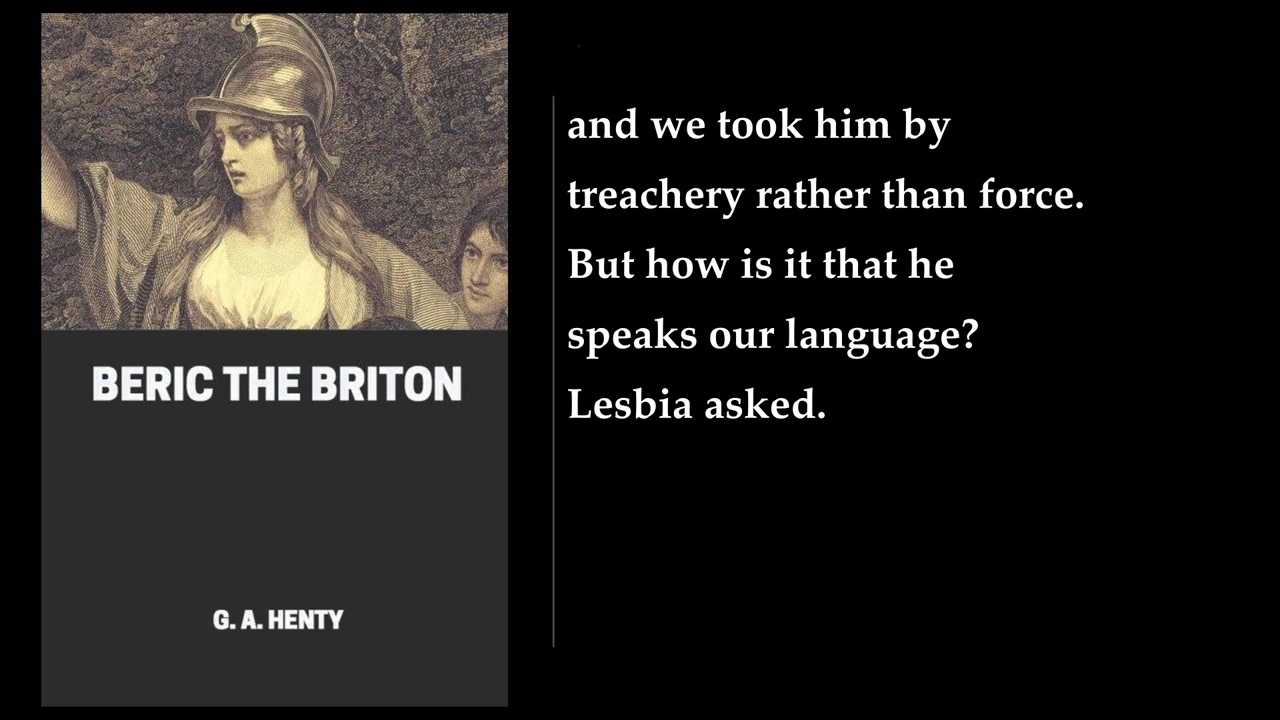 BERIC THE BRITON
G. A. HENTY
and we took him by
treachery rather than force.
But how is it that he
speaks our language?
Lesbia asked.